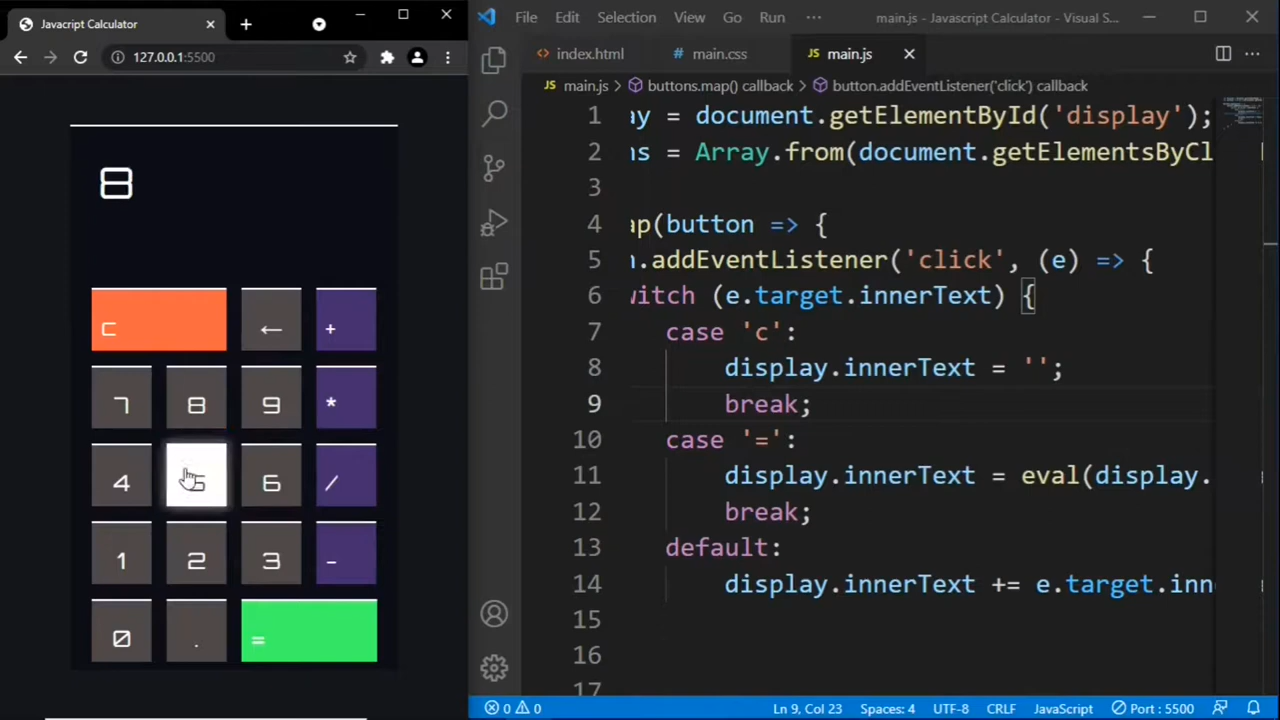 Javacript Calculator
127.0.0.1:5500
8
C ← +
7 8 9 *
4 5 6 /
1 2 3 -
0 . =
File Edit Selection View Go Run ··· main.js - Javascript Calculator - Visual S...
index.html main.css JS main.js
JS main.js > buttons.map() callback > button.addEventListener('click') callback
1 ay = document.getElementById('display');
2 ns = Array.from(document.getElementsByCl
3
4 ap(button => {
5 n.addEventListener('click', (e) => {
6 witch (e.target.innerText) {
7 case 'c':
8 display.innerText = '';
9 break;
10 case '=':
11 display.innerText = eval(display.
12 break;
13 default:
14 display.innerText += e.target.inn
15
16
17
0 0 Ln 9, Col 23 Spaces: 4 UTF-8 CRLF JavaScript Port : 5500